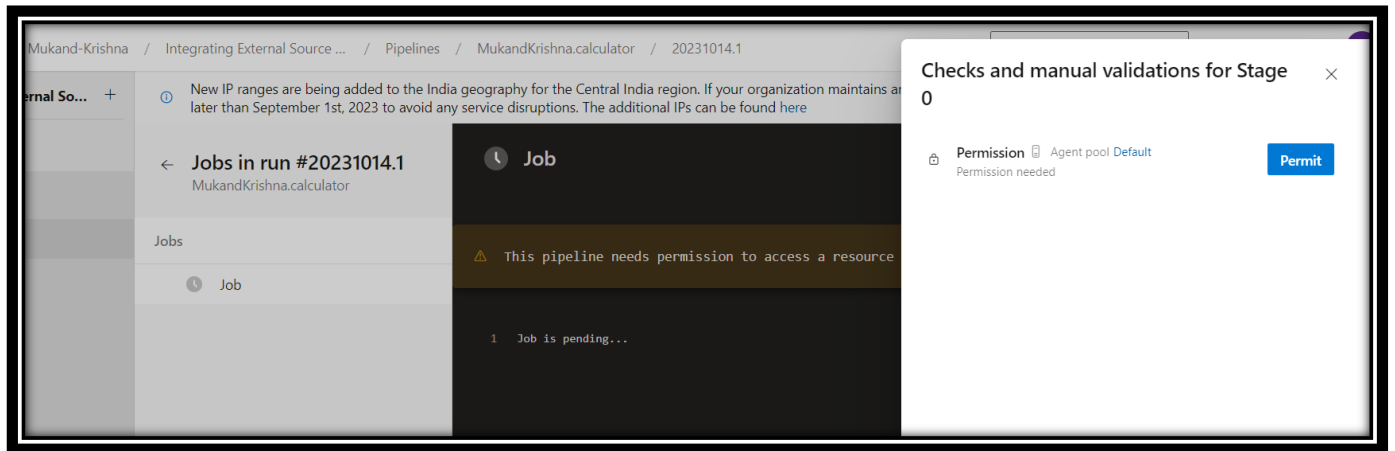 Mukand-Krishna / Integrating External Source ... / Pipelines / MukandKrishna.calculator / 20231014.1
ernal So... +
New IP ranges are being added to the India geography for the Central India region. If your organization maintains a
later than September 1st, 2023 to avoid any service disruptions. The additional IPs can be found here
← Jobs in run #20231014.1
MukandKrishna.calculator
Jobs
Job
Job
This pipeline needs permission to access a resource
1 Job is pending...
Checks and manual validations for Stage
0
Permission Agent pool Default
Permission needed
Permit